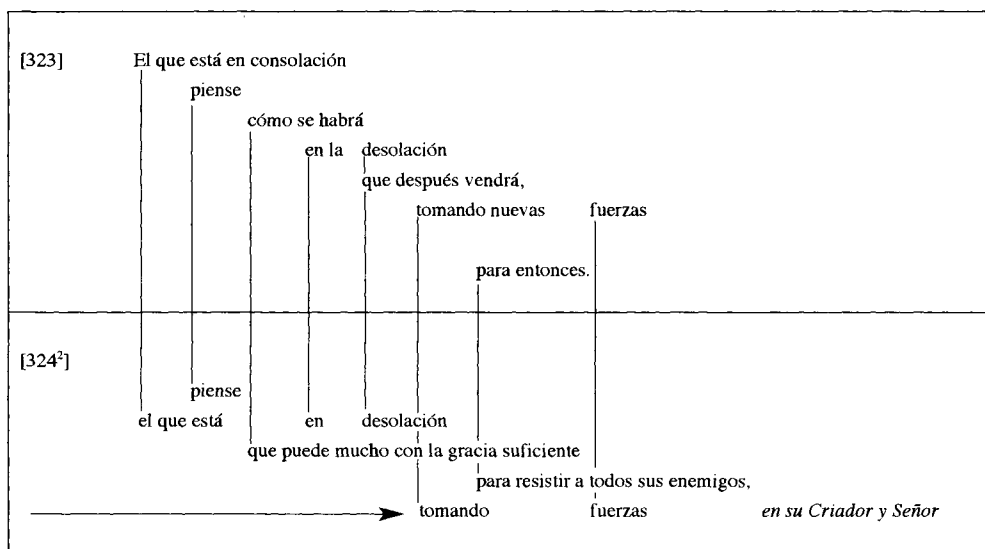 [323] El que está en consolación
piense
cómo se habrá
en la desolación
que después vendrá,
tomando nuevas fuerzas
para entonces.
[324²]
piense
el que está en desolación
que puede mucho con la gracia suficiente
para resistir a todos sus enemigos,
tomando fuerzas en su Criador y Señor